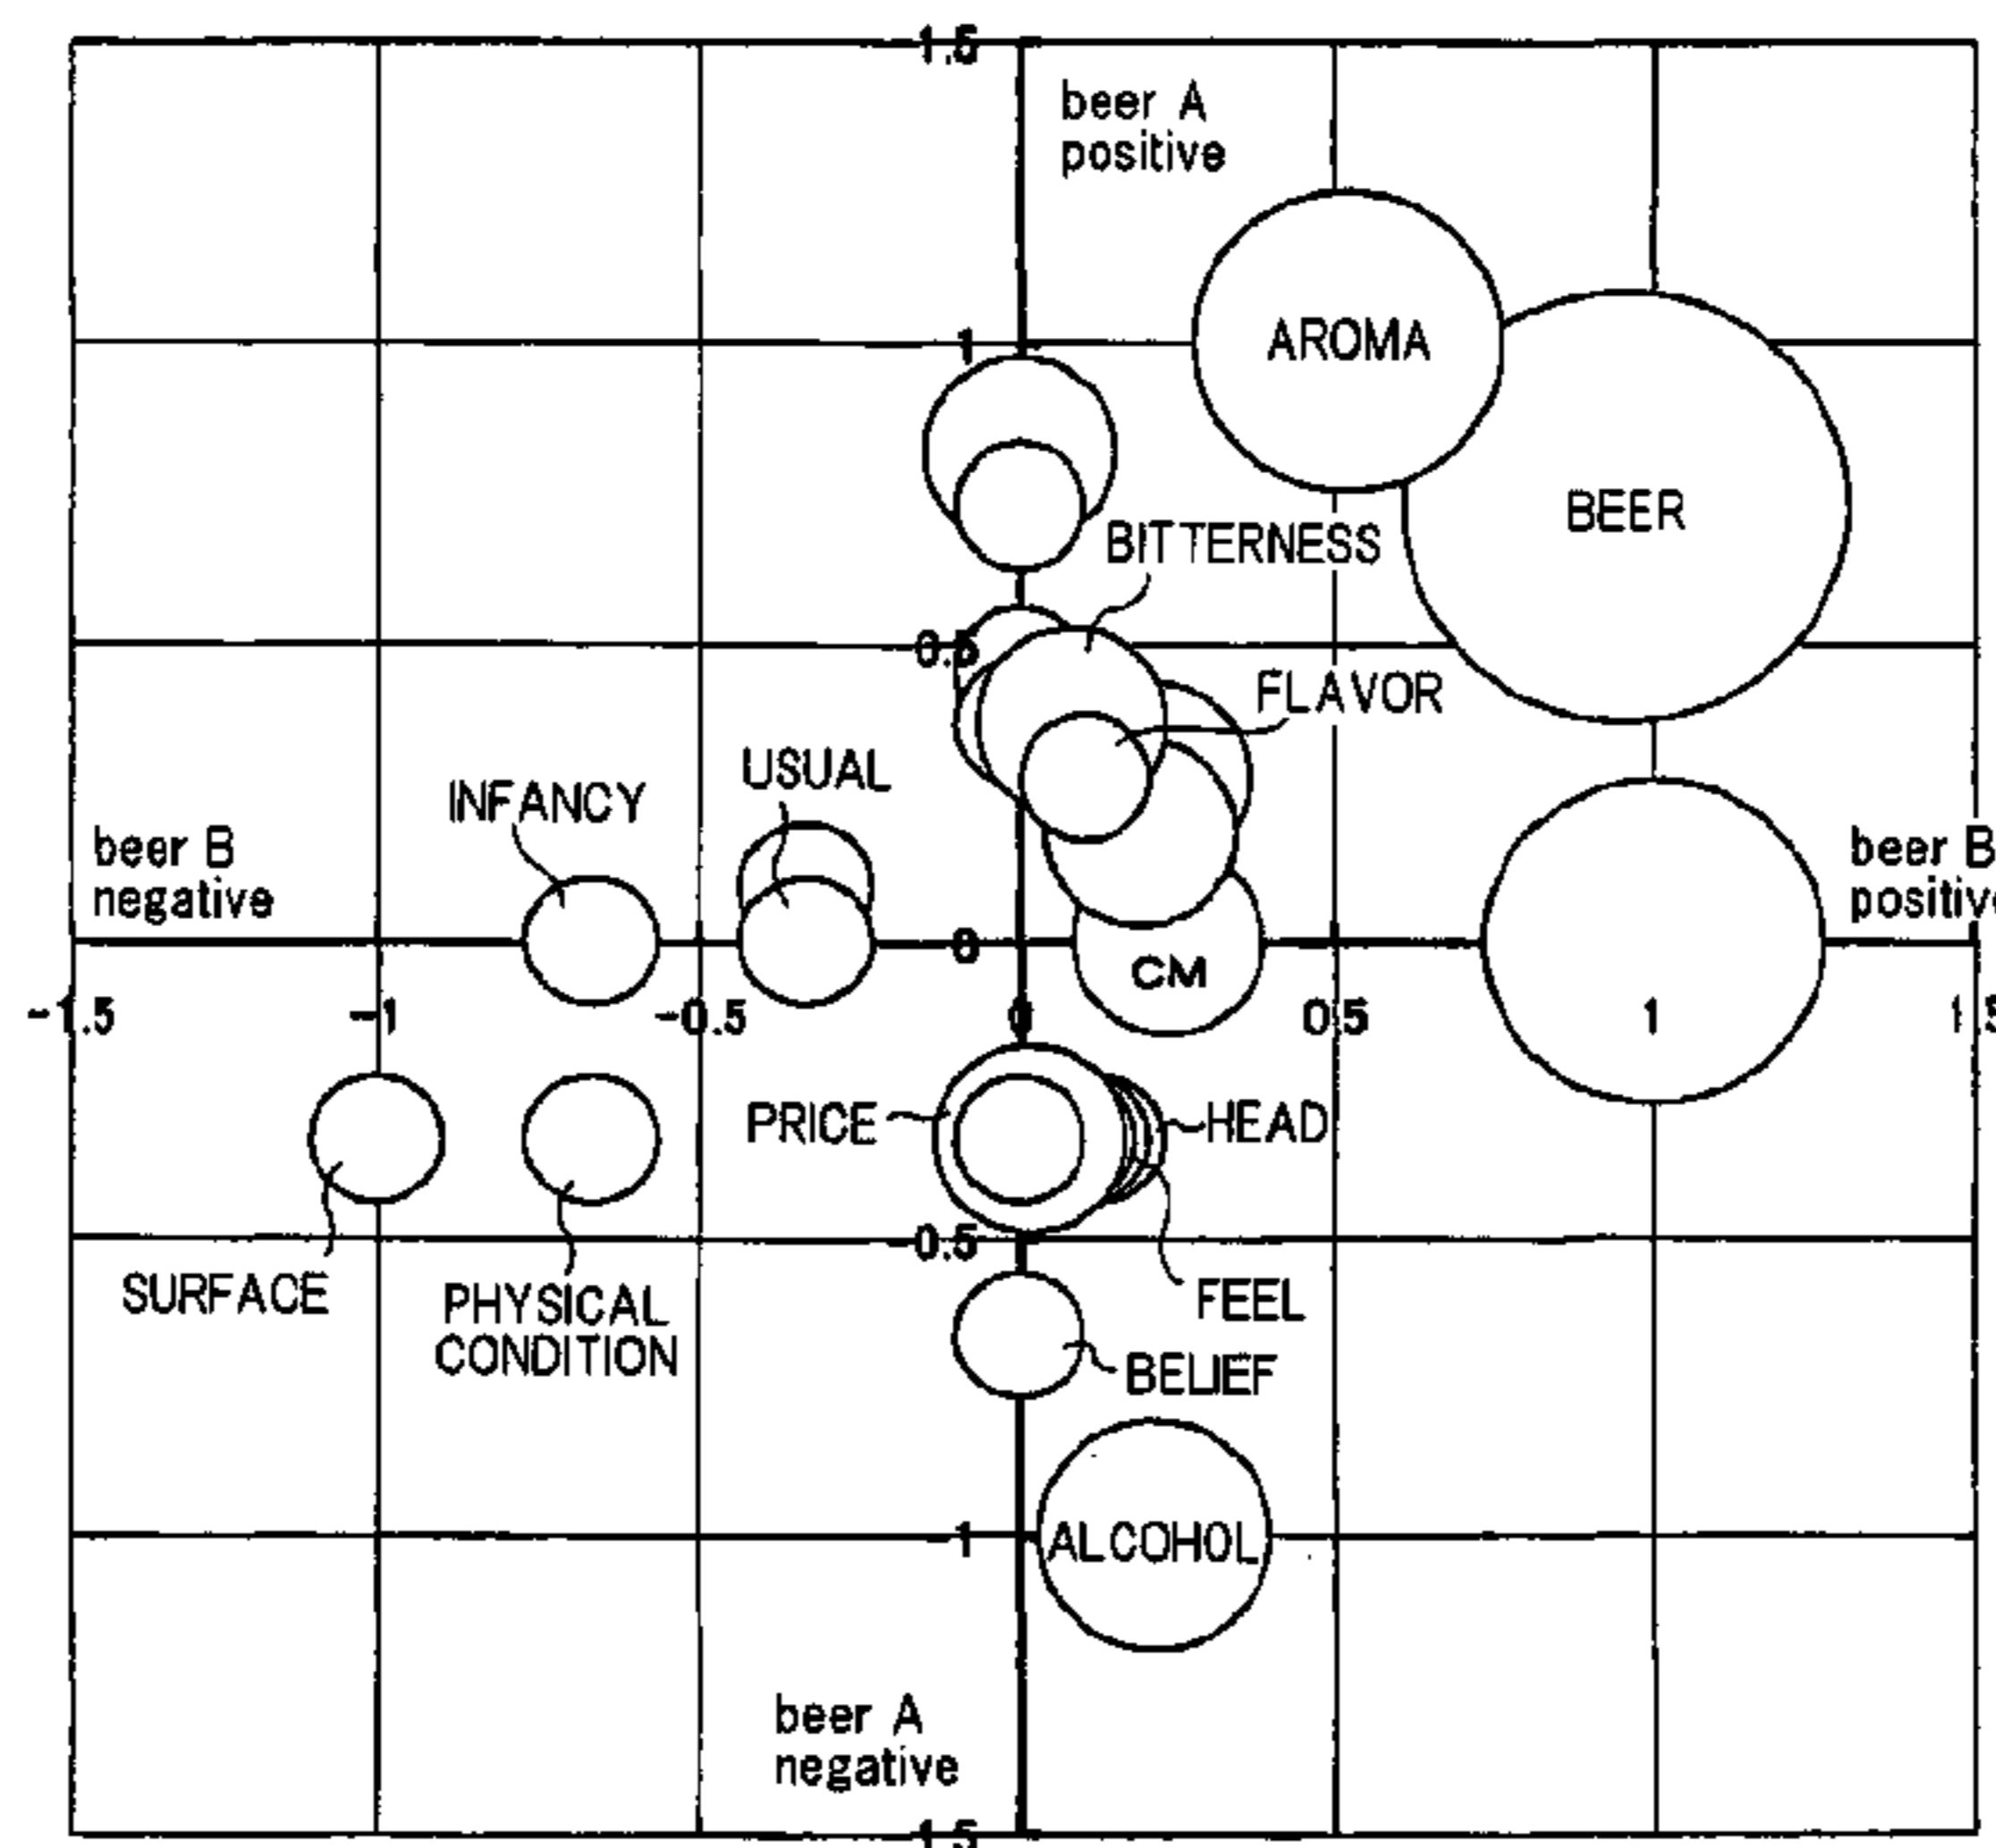 1.5
beer A
positive
1
AROMA
BEER
BITTERNESS
0.5
FLAVOR
USUAL
INFANCY
beer B
negative
beer B
positive
0
CM
-1.5
-1
-0.5
0
0.5
1
1.5
PRICE
HEAD
-0.5
SURFACE
PHYSICAL
CONDITION
FEEL
BELIEF
-1
ALCOHOL
beer A
negative
-1.5